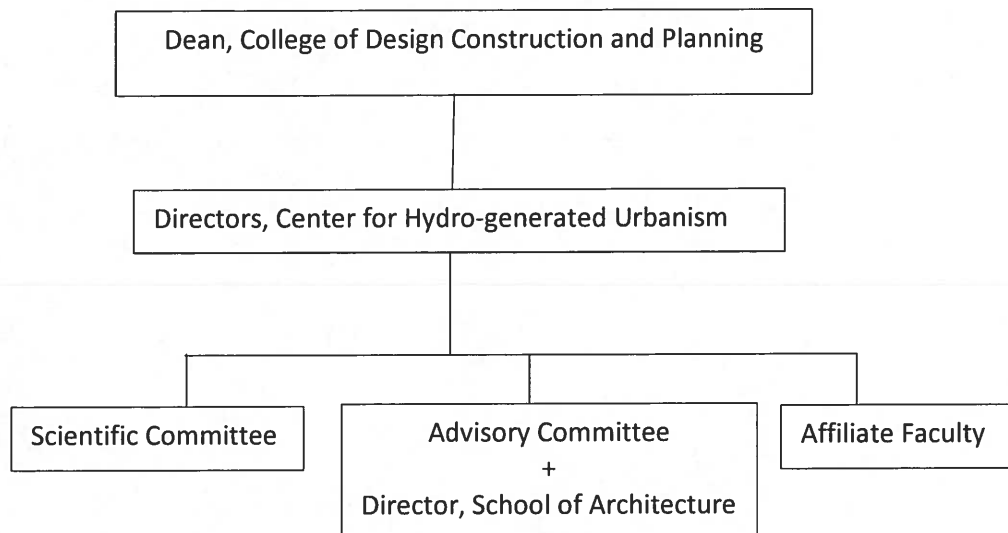 Dean, College of Design Construction and Planning
Directors, Center for Hydro-generated Urbanism
Scientific Committee
Advisory Committee
+
Director, School of Architecture
Affiliate Faculty